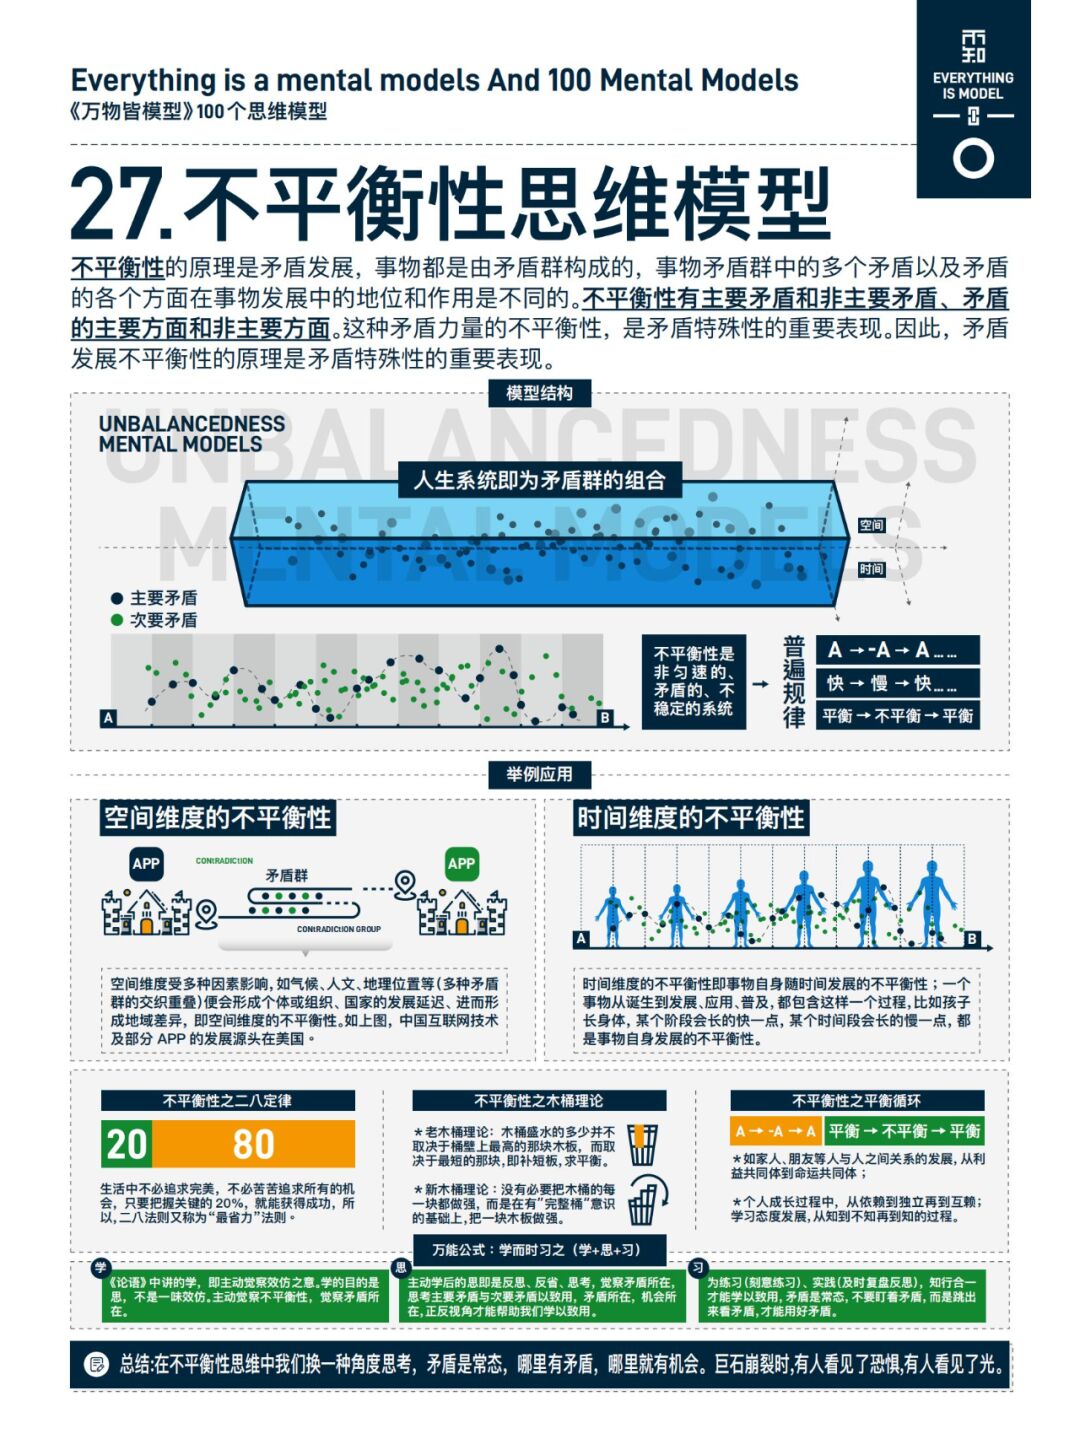 Everything is a mental models And 100 Mental Models
《万物皆模型》100个思维模型
雨知
EVERYTHING
IS MODEL
27.不平衡性思维模型
不平衡性的原理是矛盾发展，事物都是由矛盾群构成的，事物矛盾群中的多个矛盾以及矛盾
的各个方面在事物发展中的地位和作用是不同的。不平衡性有主要矛盾和非主要矛盾、矛盾
的主要方面和非主要方面。这种矛盾力量的不平衡性，是矛盾特殊性的重要表现。因此，矛盾
发展不平衡性的原理是矛盾特殊性的重要表现。
模型结构
UNBALANCEDNESS
MENTAL MODELS
UNBALANCEDNESS
MENTAL MODELS
人生系统即为矛盾群的组合
空间
时间
主要矛盾
次要矛盾
A
B
不平衡性是
非匀速的、
矛盾的、不
稳定的系统
普遍规律
A → -A → A……
快 → 慢 → 快……
平衡 → 不平衡 → 平衡
举例应用
空间维度的不平衡性
APP
CONtRADICtION
矛盾群
APP
CONtRADICtION GROUP
空间维度受多种因素影响，如气候、人文、地理位置等（多种矛盾
群的交织重叠）便会形成个体或组织、国家的发展延迟、进而形
成地域差异，即空间维度的不平衡性。如上图，中国互联网技术
及部分 APP 的发展源头在美国。
时间维度的不平衡性
A
B
时间维度的不平衡性即事物自身随时间发展的不平衡性；一个
事物从诞生到发展、应用、普及，都包含这样一个过程，比如孩子
长身体，某个阶段会长的快一点，某个时间段会长的慢一点，都
是事物自身发展的不平衡性。
不平衡性之二八定律
20
80
生活中不必追求完美，不必苦苦追求所有的机
会，只要把握关键的 20%，就能获得成功，所
以，二八法则又称为“最省力”法则。
不平衡性之木桶理论
★老木桶理论：木桶盛水的多少并不
取决于桶壁上最高的那块木板，而取
决于最短的那块，即补短板，求平衡。
★新木桶理论：没有必要把木桶的每
一块都做强，而是在有“完整桶”意识
的基础上，把一块木板做强。
不平衡性之平衡循环
A → -A → A
平衡 → 不平衡 → 平衡
★如家人、朋友等人与人之间关系的发展，从利
益共同体到命运共同体；
★个人成长过程中，从依赖到独立再到互赖；
学习态度发展，从知到不知再到知的过程。
万能公式：学而时习之（学+思+习）
学
《论语》中讲的学，即主动觉察效仿之意。学的目的是
思，不是一味效仿。主动觉察不平衡性，觉察矛盾所
在。
思
主动学后的思即是反思、反省、思考，觉察矛盾所在，
思考主要矛盾与次要矛盾以致用，矛盾所在，机会所
在，正反视角才能帮助我们学以致用。
习
为练习（刻意练习）、实践（及时复盘反思），知行合一
才能学以致用，矛盾是常态，不要盯着矛盾，而是跳出
来看矛盾，才能用好矛盾。
总结：在不平衡性思维中我们换一种角度思考，矛盾是常态，哪里有矛盾，哪里就有机会。巨石崩裂时，有人看见了恐惧，有人看见了光。